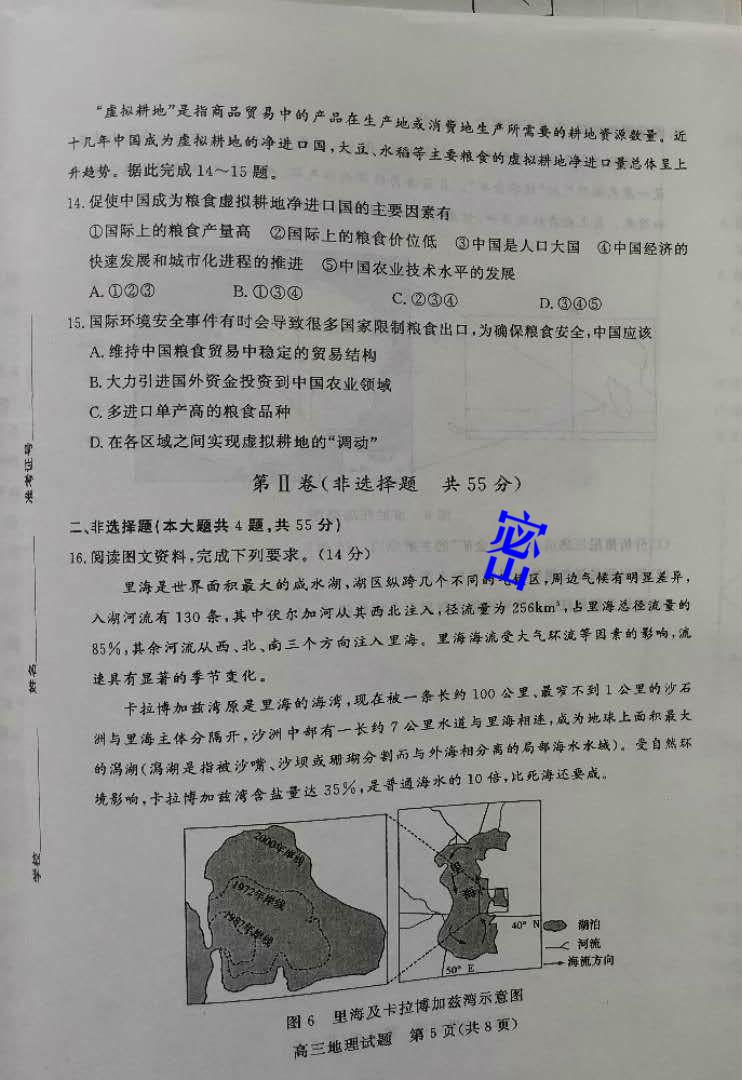 “虚拟耕地”是指商品贸易中的产品在生产地或消费地生产所需要的耕地资源数量。近
十几年中国成为虚拟耕地的净进口国,大豆、水稻等主要粮食的虚拟耕地净进口量总体呈上
升趋势。据此完成14～15题。
14.促使中国成为粮食虚拟耕地净进口国的主要因素有
①国际上的粮食产量高 ②国际上的粮食价位低 ③中国是人口大国 ④中国经济的
快速发展和城市化进程的推进 ⑤中国农业技术水平的发展
A.①②③ B.①③④ C.②③④ D.③④⑤
15.国际环境安全事件有时会导致很多国家限制粮食出口,为确保粮食安全,中国应该
A.维持中国粮食贸易中稳定的贸易结构
B.大力引进国外资金投资到中国农业领域
C.多进口单产高的粮食品种
D.在各区域之间实现虚拟耕地的“调动”
第Ⅱ卷(非选择题 共55分)
二、非选择题(本大题共4题,共55分)
16.阅读图文资料,完成下列要求。(14分)
里海是世界面积最大的咸水湖,湖区纵跨几个不同的 区,周边气候有明显差异,
入湖河流有130条,其中伏尔加河从其西北注入,径流量为256km³,占里海总径流量的
85%,其余河流从西、北、南三个方向注入里海。里海海流受大气环流等因素的影响,流
速具有显著的季节变化。
卡拉博加兹湾原是里海的海湾,现在被一条长约100公里、最窄不到1公里的沙石
洲与里海主体分隔开,沙洲中部有一长约7公里水道与里海相连,成为地球上面积最大
的潟湖(潟湖是指被沙嘴、沙坝或珊瑚分割而与外海相分离的局部海水水域)。受自然环
境影响,卡拉博加兹湾含盐量达35%,是普通海水的10倍,比死海还要咸。
密山
2000年岸线
1972年岸线
1987年岸线
里
海
40° N
50° E
湖泊
河流
海流方向
图6 里海及卡拉博加兹湾示意图
高三地理试题 第5页(共8页)
准考证号
姓名
学校